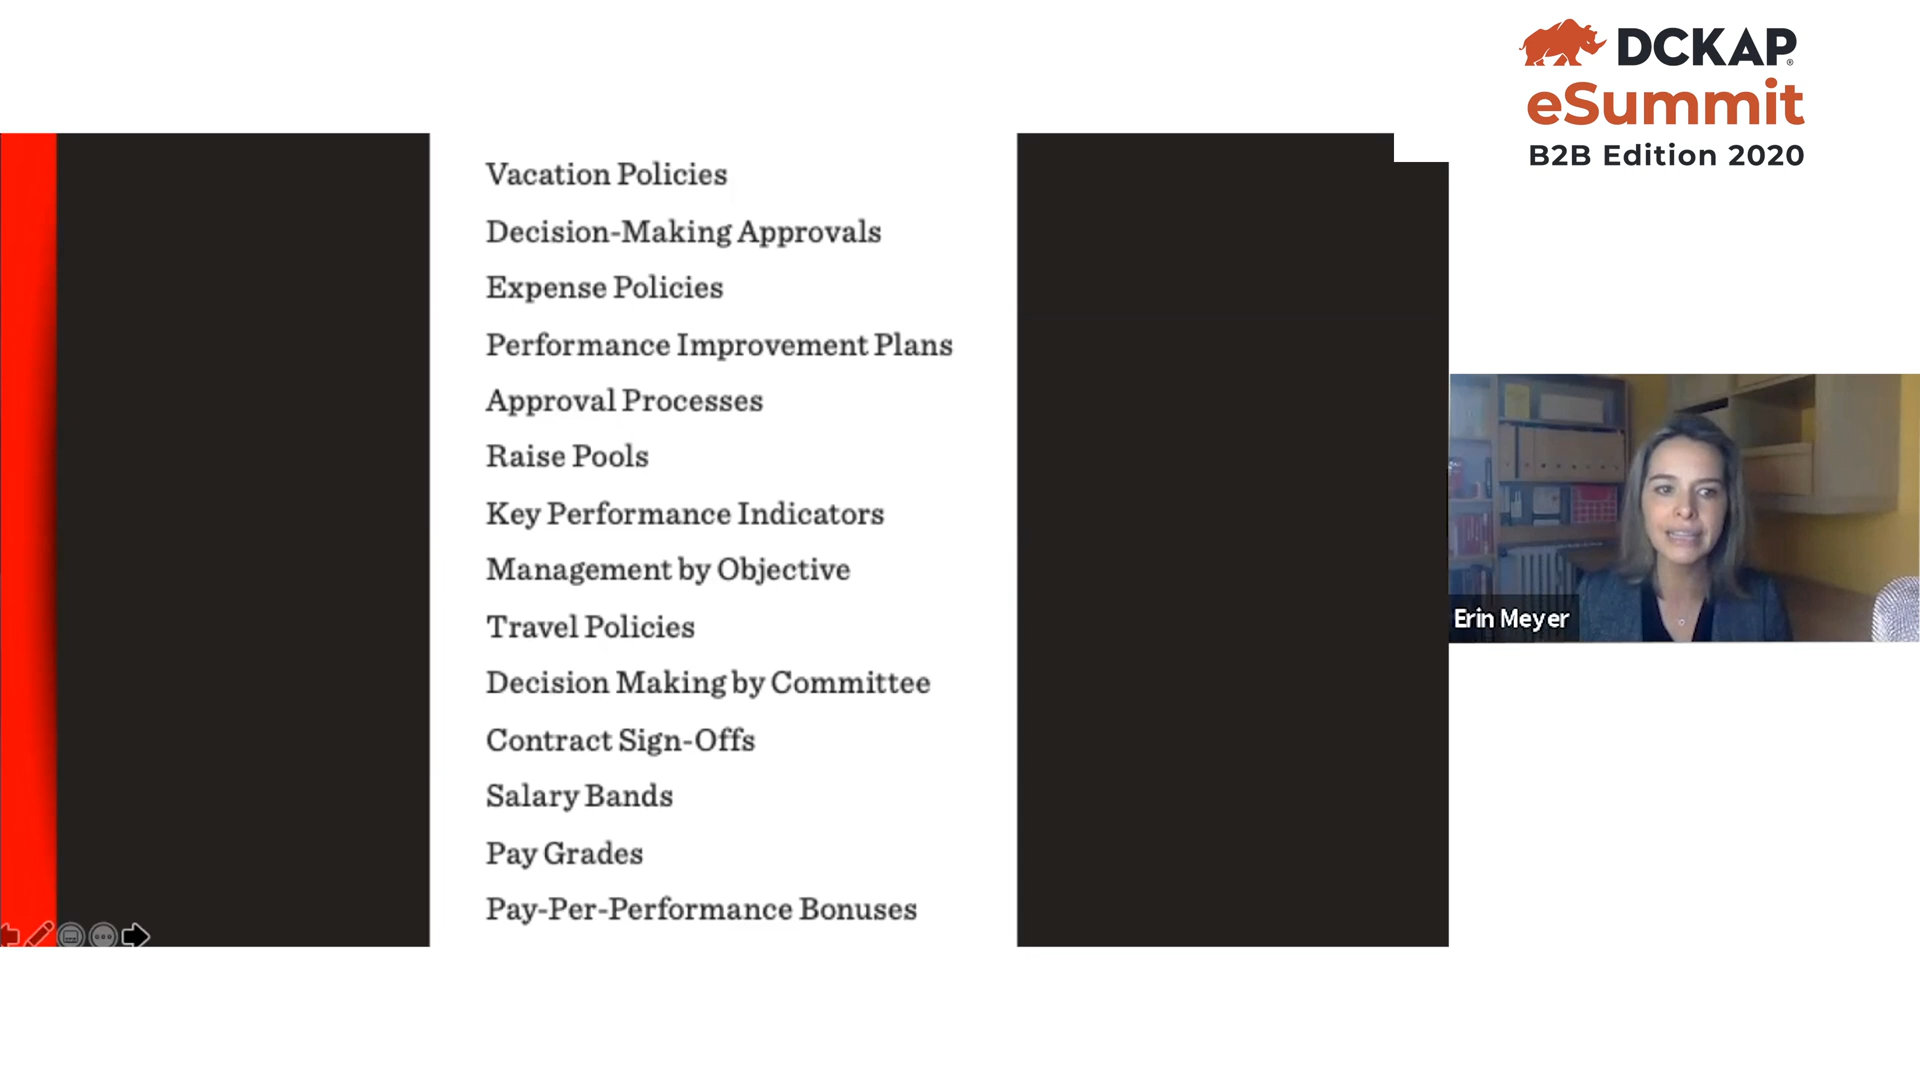 DCKAP
eSummit
B2B Edition 2020
Vacation Policies
Decision-Making Approvals
Expense Policies
Performance Improvement Plans
Approval Processes
Raise Pools
Key Performance Indicators
Management by Objective
Travel Policies
Decision Making by Committee
Contract Sign-Offs
Salary Bands
Pay Grades
Pay-Per-Performance Bonuses
Erin Meyer